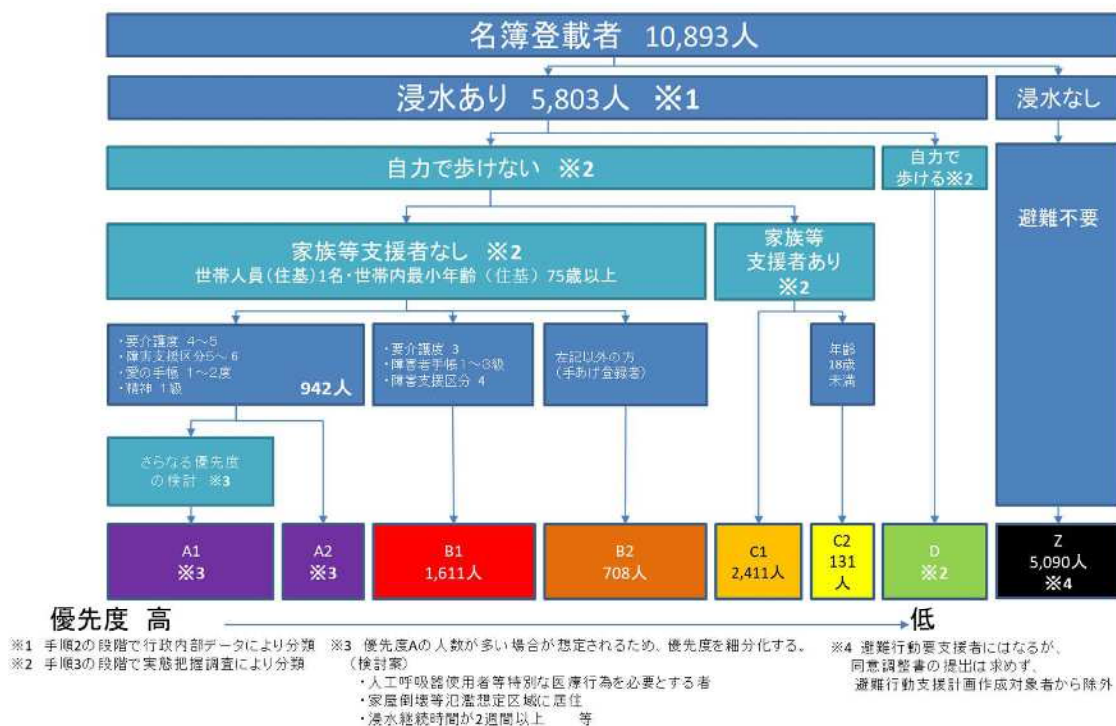 名簿登載者 10,893人
浸水あり 5,803人 ※1
浸水なし
自力で歩けない ※2
自力で
歩ける※2
避難不要
家族等支援者なし ※2
世帯人員(住基)1名・世帯内最小年齢(住基) 75歳以上
家族等
支援者あり
※2
・要介護度 4～5
・障害支援区分5～6
・愛の手帳 1～2度
・精神 1級
942人
・要介護度 3
・障害者手帳1～3級
・障害支援区分 4
左記以外の方
(手あげ登録者)
年齢
18歳
未満
さらなる優先度
の検討 ※3
A1
※3
A2
※3
B1
1,611人
B2
708人
C1
2,411人
C2
131
人
D
※2
Z
5,090人
※4
優先度 高
低
※1 手順2の段階で行政内部データにより分類
※2 手順3の段階で実態把握調査により分類
※3 優先度Aの人数が多い場合が想定されるため、優先度を細分化する。
(検討案)
・人工呼吸器使用者等特別な医療行為を必要とする者
・家屋倒壊等氾濫想定区域に居住
・浸水継続時間が2週間以上 等
※4 避難行動要支援者にはなるが、
同意調整書の提出は求めず、
避難行動支援計画作成対象者から除外